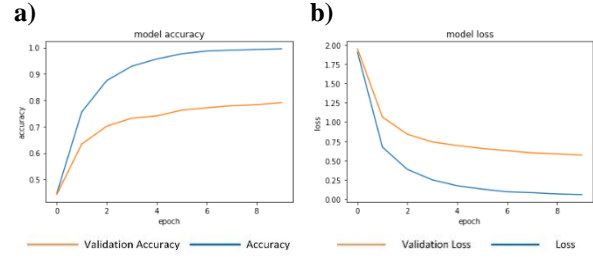 a)
model accuracy
1.0
0.9
0.8
0.7
0.6
0.5
accuracy
0 2 4 6 8
epoch
Validation Accuracy Accuracy
b)
model loss
2.00
1.75
1.50
1.25
1.00
0.75
0.50
0.25
0.00
loss
0 2 4 6 8
epoch
Validation Loss Loss